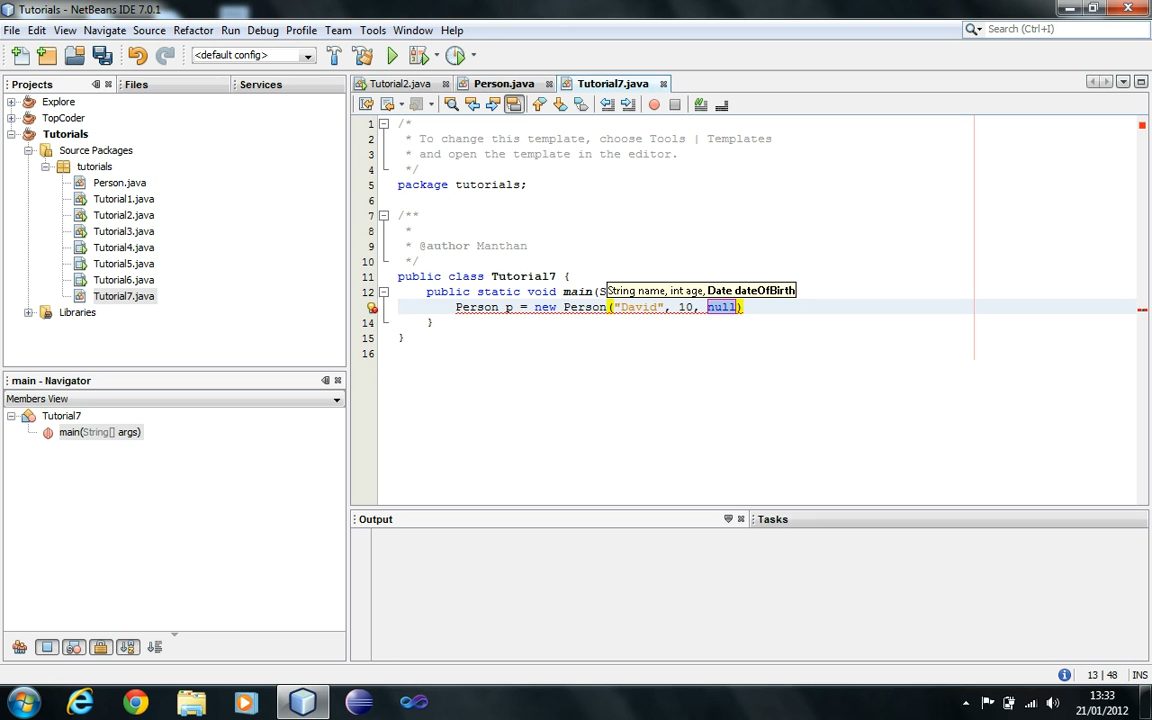 Tutorials - NetBeans IDE 7.0.1
File Edit View Navigate Source Refactor Run Debug Profile Team Tools Window Help
Search (Ctrl+I)
<default config>
Projects Files Services
Tutorial2.java Person.java Tutorial7.java
Explore
TopCoder
Tutorials
Source Packages
tutorials
Person.java
Tutorial1.java
Tutorial2.java
Tutorial3.java
Tutorial4.java
Tutorial5.java
Tutorial6.java
Tutorial7.java
Libraries
main - Navigator
Members View
Tutorial7
main(String[] args)
1 /*
2 * To change this template, choose Tools | Templates
3 * and open the template in the editor.
4 */
5 package tutorials;
6
7 /**
8 *
9 * @author Manthan
10 */
11 public class Tutorial7 {
12 public static void main(S
String name, int age, Date dateOfBirth
Person p = new Person("David", 10, null)
14 }
15 }
16
Output
Tasks
13 | 48 INS
13:33
21/01/2012